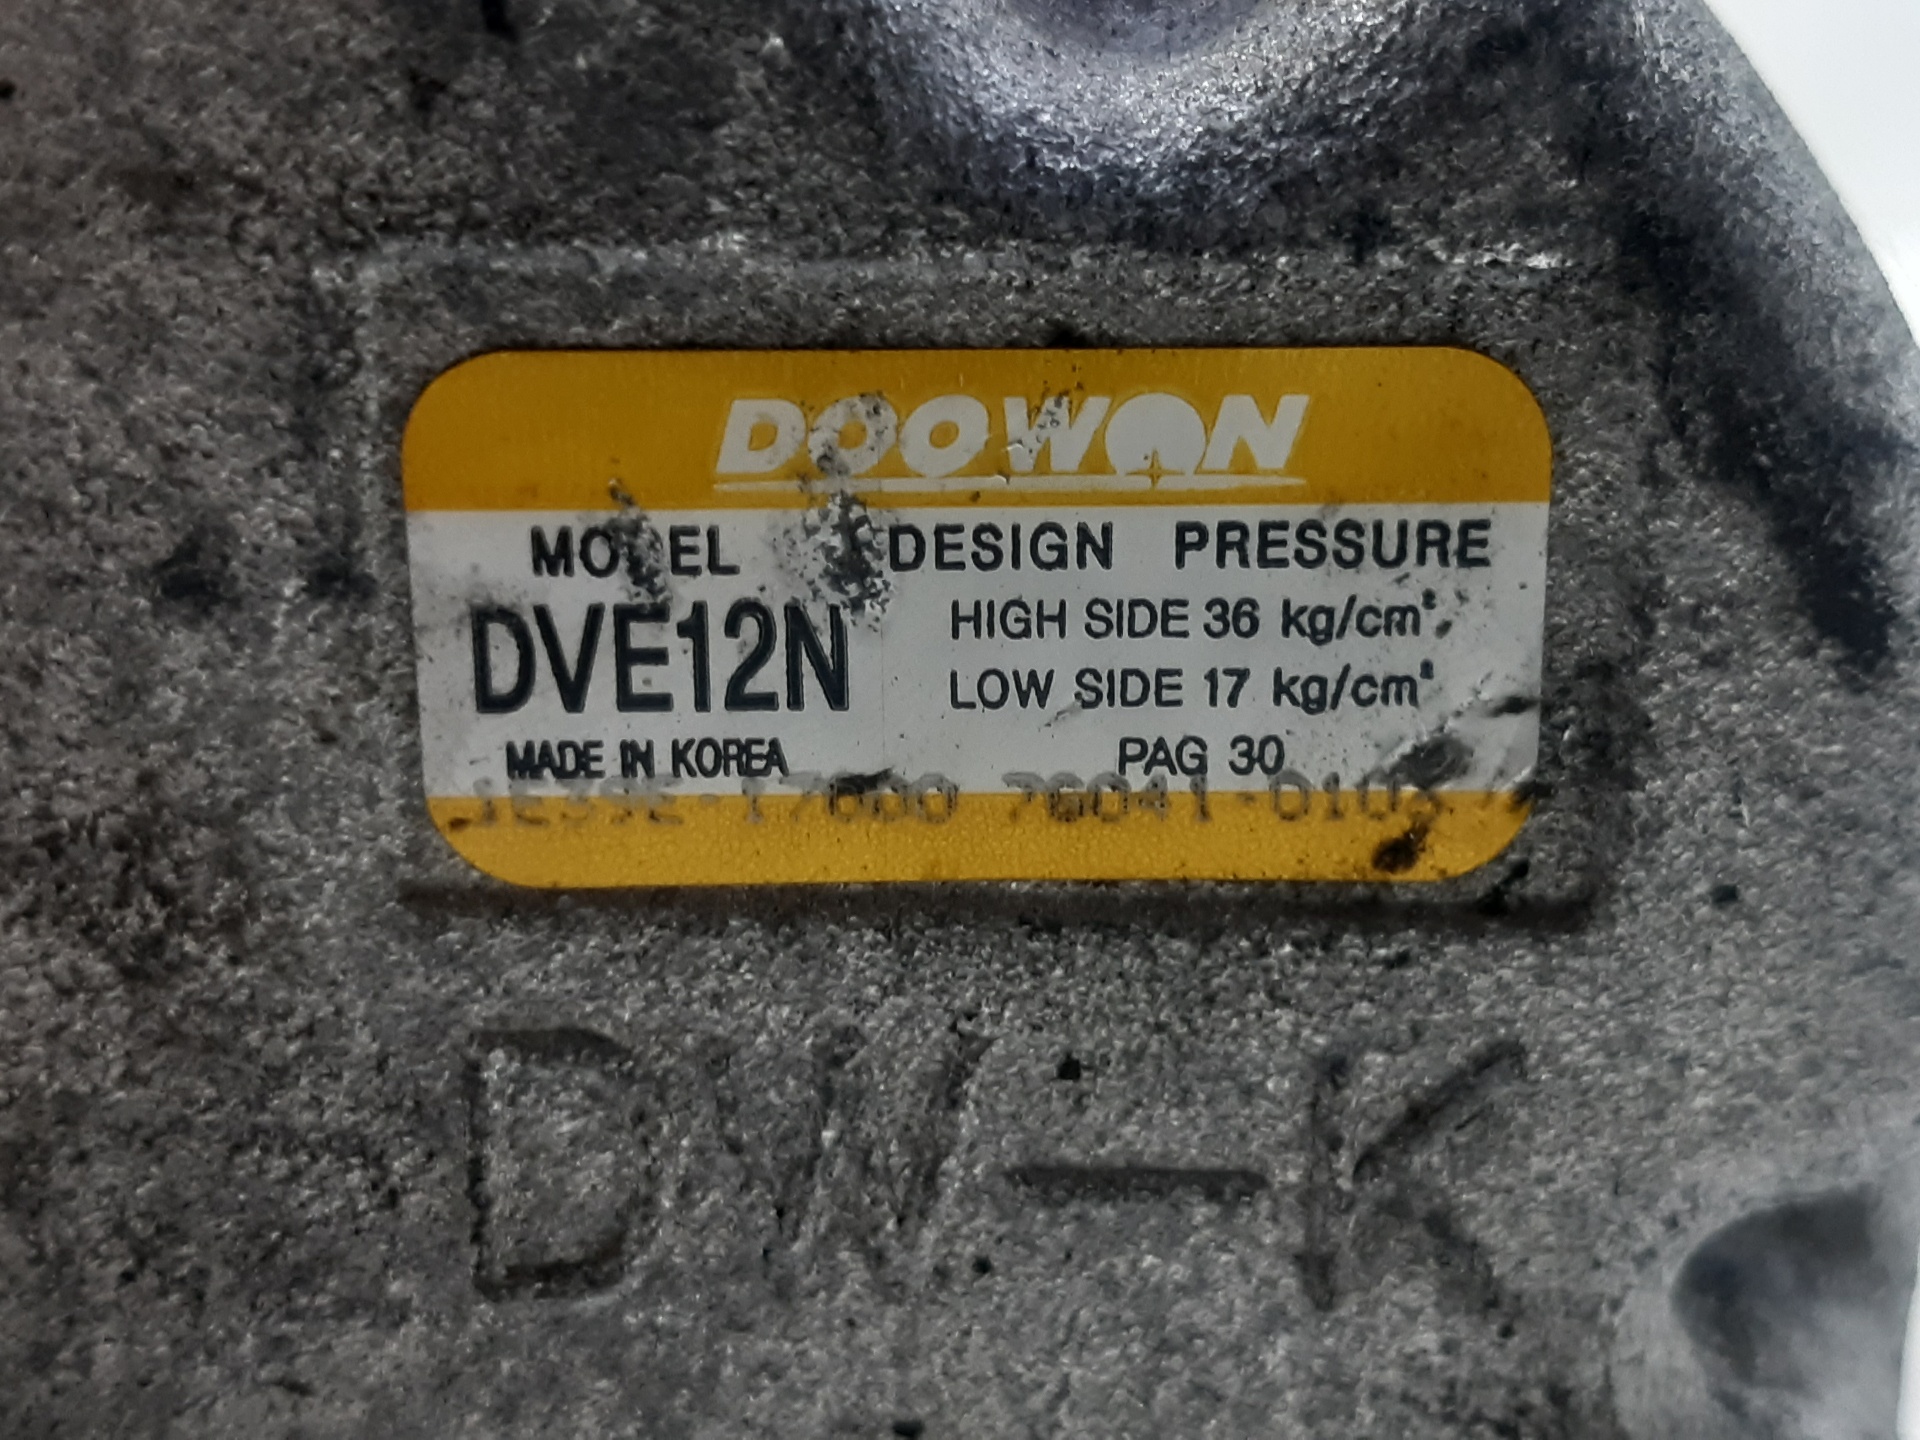 DOOWON
MODEL DESIGN PRESSURE
DVE12N HIGH SIDE 36 kg/cm²
LOW SIDE 17 kg/cm²
MADE IN KOREA PAG 30
DW-K